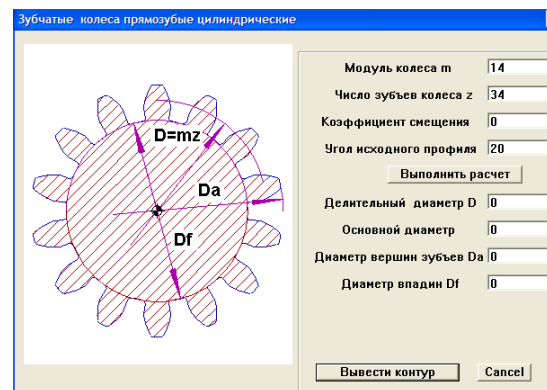 Зубчатые колеса прямозубые цилиндрические
D=mz
Da
Df
Модуль колеса m 14
Число зубъев колеса z 34
Коэффициент смещения 0
Угол исходного профиля 20
Выполнить расчет
Делительный диаметр D 0
Основной диаметр 0
Диаметр вершин зубъев Da 0
Диаметр впадин Df 0
Вывести контур Cancel